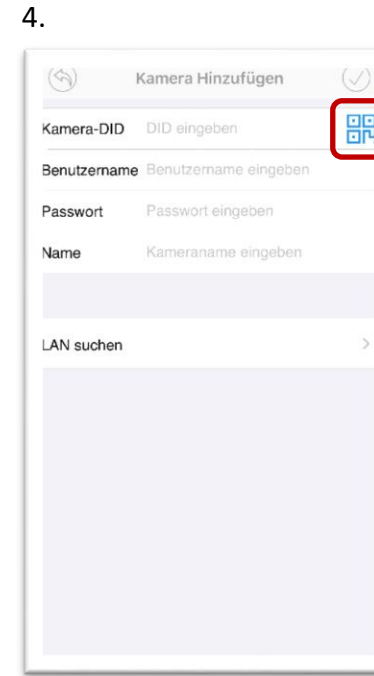 4.
Kamera Hinzufügen
Kamera-DID DID eingeben
Benutzername Benutzername eingeben
Passwort Passwort eingeben
Name Kameraname eingeben
LAN suchen